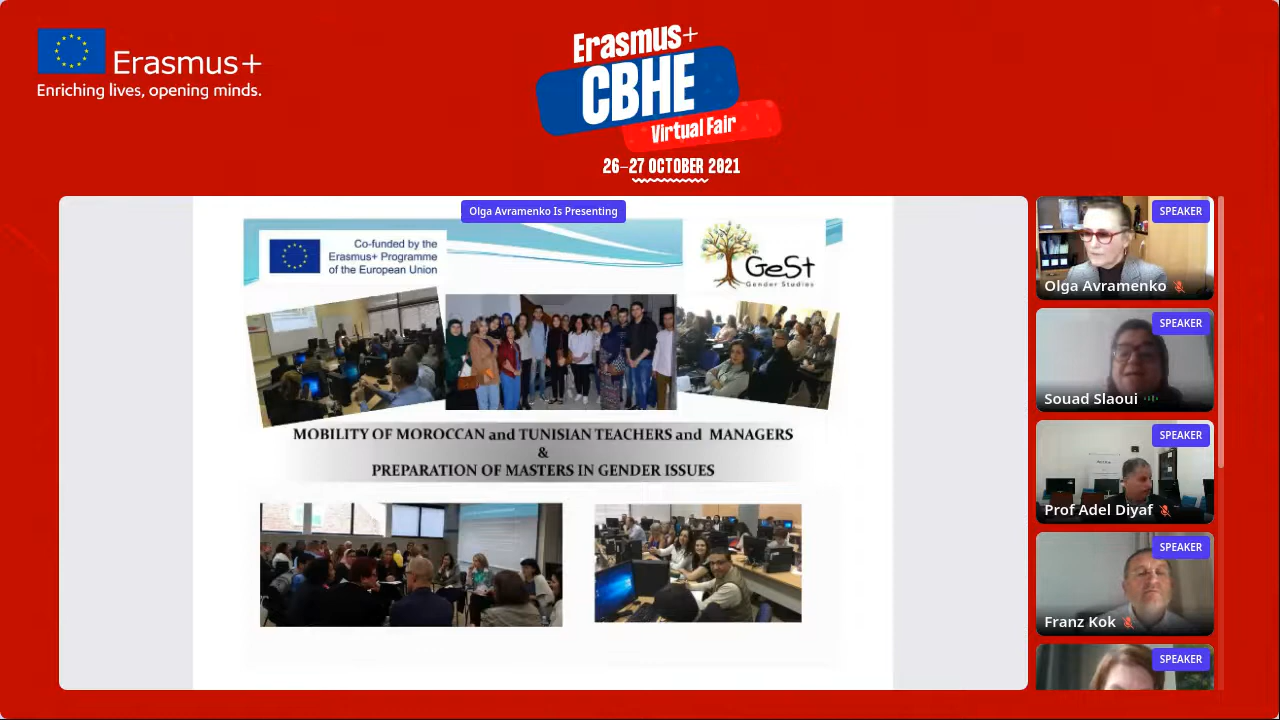 Erasmus+
Enriching lives, opening minds.
Erasmus+
CBHE
Virtual Fair
26–27 OCTOBER 2021
Olga Avramenko Is Presenting
Co-funded by the
Erasmus+ Programme
of the European Union
GeSt
Gender Studies
MOBILITY OF MOROCCAN and TUNISIAN TEACHERS and MANAGERS
&
PREPARATION OF MASTERS IN GENDER ISSUES
SPEAKER
Olga Avramenko
SPEAKER
Souad Slaoui
SPEAKER
Prof Adel Diyaf
SPEAKER
Franz Kok
SPEAKER